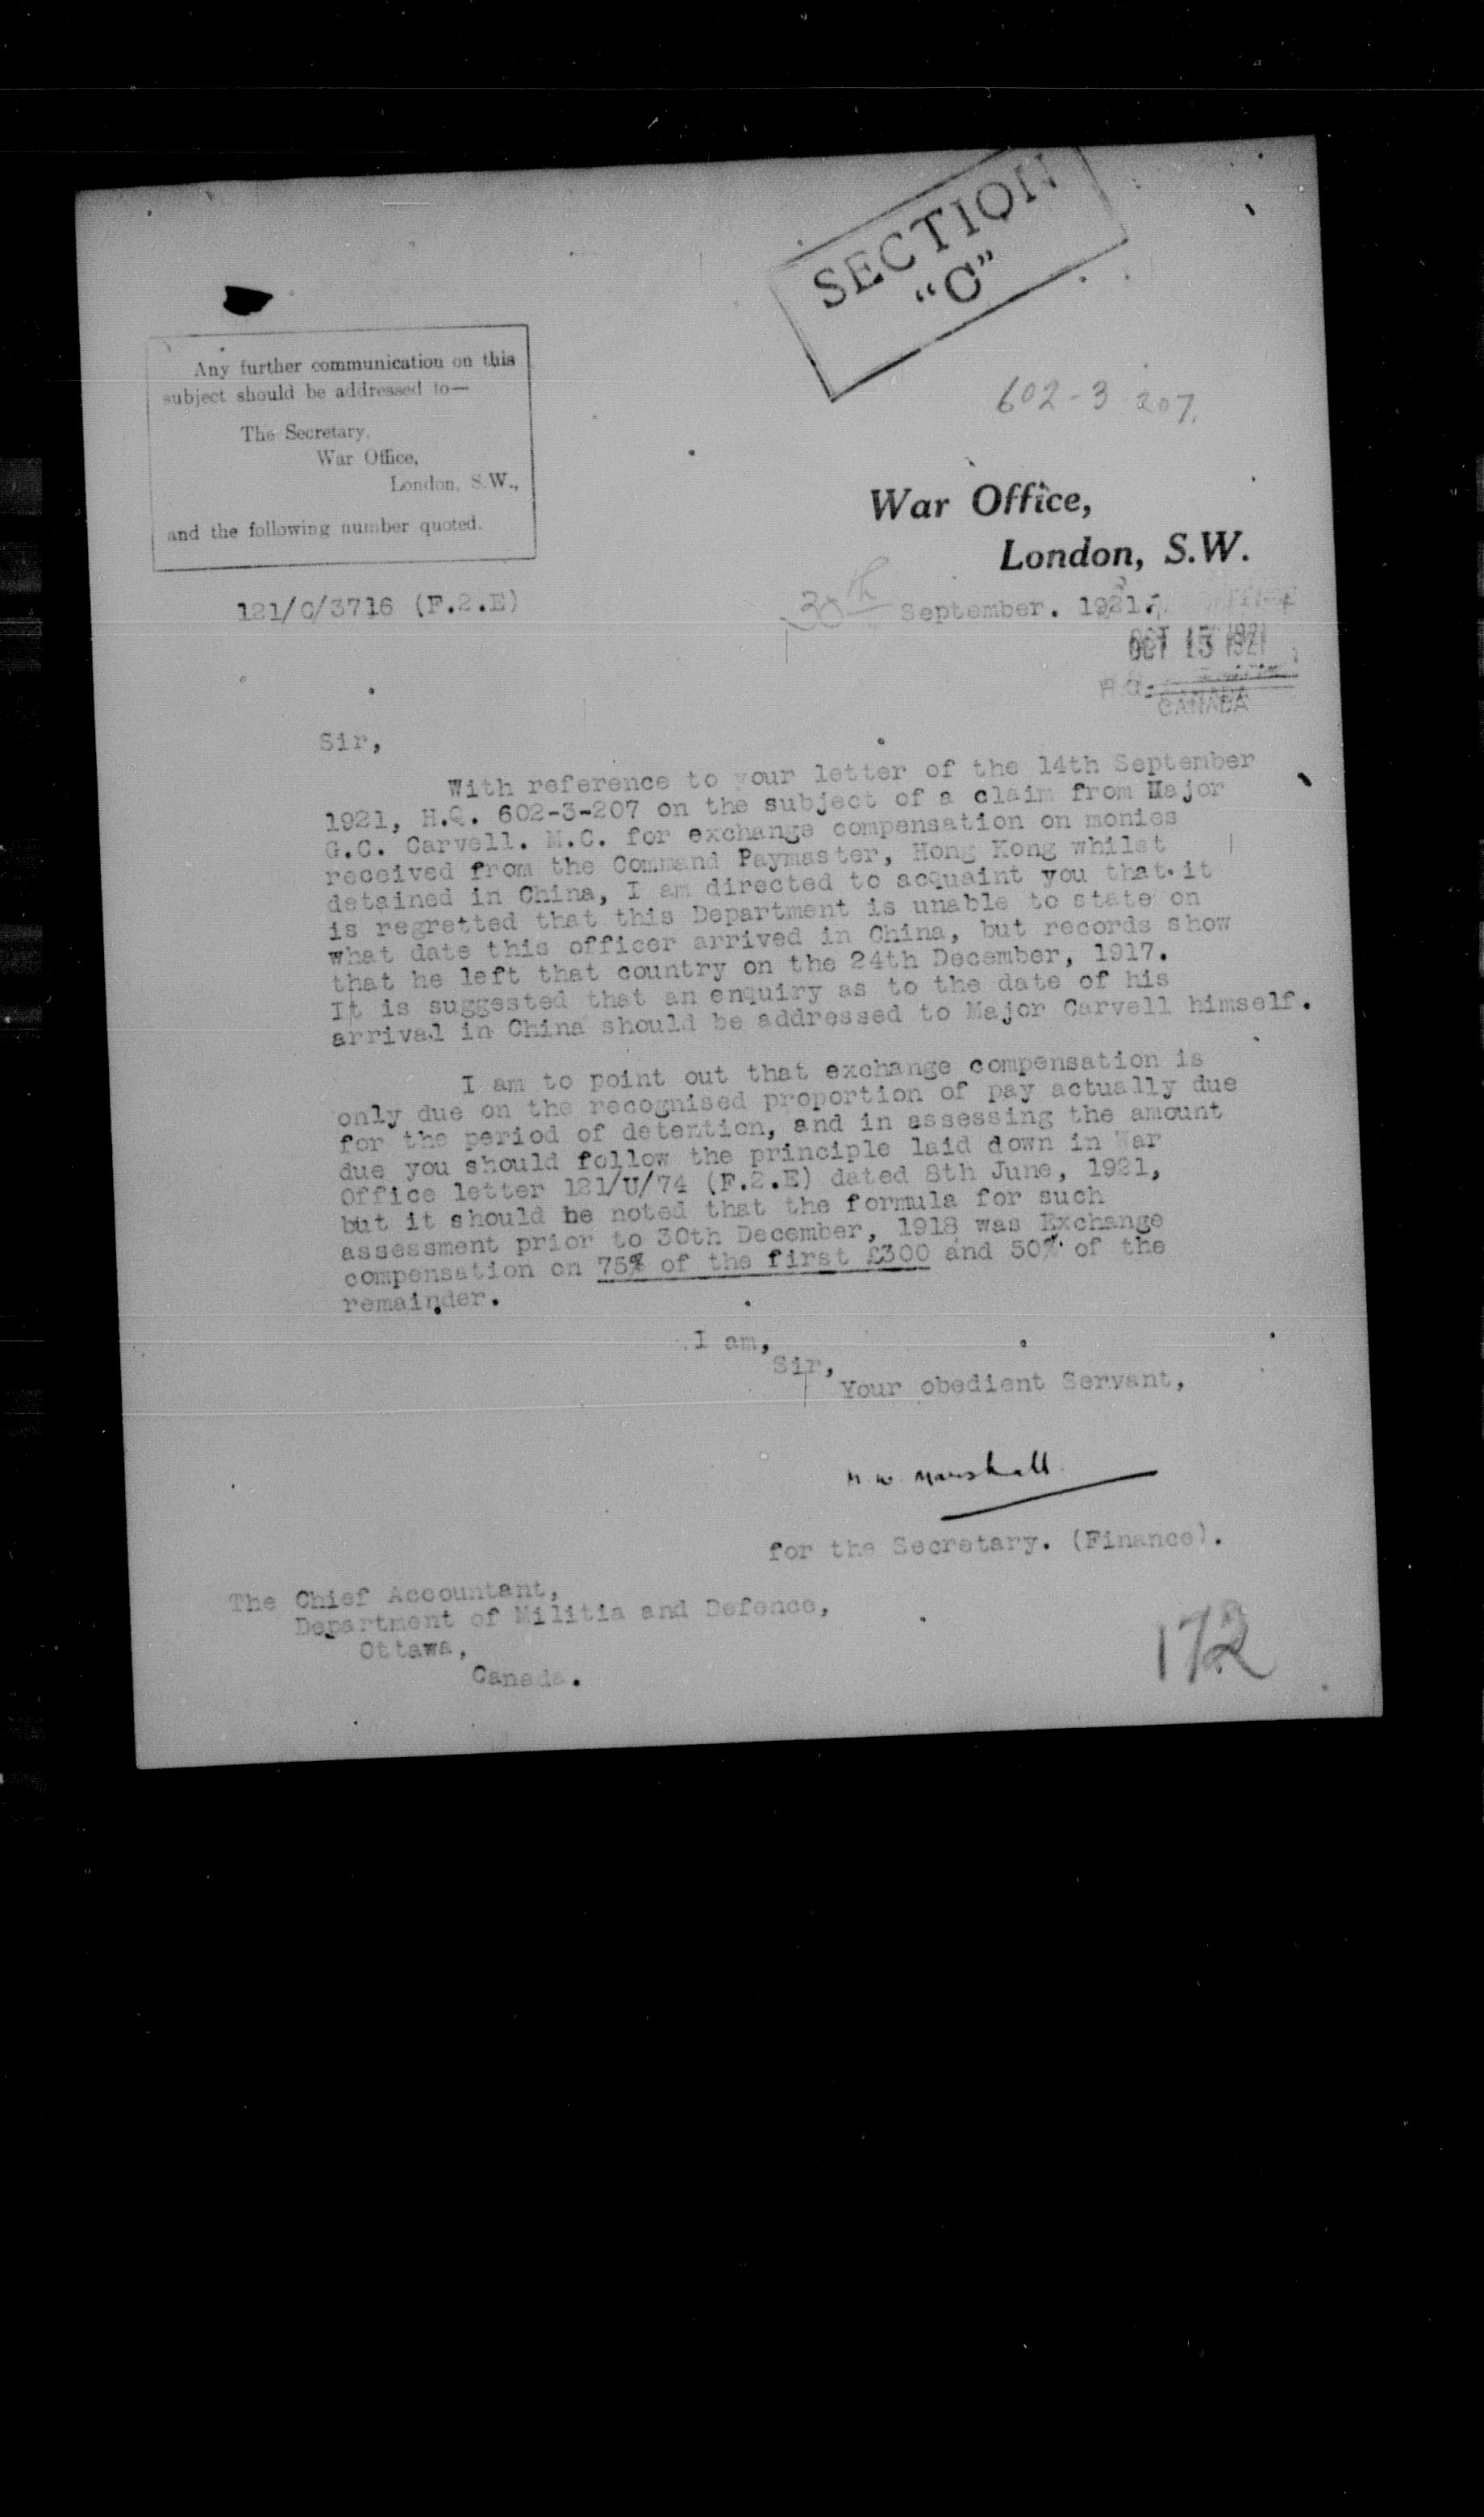 SECTION
"C"
Any further communication on this
subject should be addressed to—
The Secretary,
War Office,
London, S.W.,
and the following number quoted.
602-3-207.
War Office,
London, S.W.
121/C/3716 (F.2.E)
30th September. 1921.
OCT 13 1921
H.Q.
CANADA
Sir,
With reference to your letter of the 14th September
1921, H.Q. 602-3-207 on the subject of a claim from Major
G.C. Carvell. M.C. for exchange compensation on monies
received from the Command Paymaster, Hong Kong whilst
detained in China, I am directed to acquaint you that it
is regretted that this Department is unable to state on
what date this officer arrived in China, but records show
that he left that country on the 24th December, 1917.
It is suggested that an enquiry as to the date of his
arrival in China should be addressed to Major Carvell himself.
I am to point out that exchange compensation is
only due on the recognised proportion of pay actually due
for the period of detention, and in assessing the amount
due you should follow the principle laid down in War
Office letter 121/U/74 (F.2.E) dated 8th June, 1921,
but it should be noted that the formula for such
assessment prior to 30th December, 1918 was Exchange
compensation on 75% of the first £300 and 50% of the
remainder.
I am,
Sir,
Your obedient Servant,
H. W. Marshall
for the Secretary. (Finance).
The Chief Accountant,
Department of Militia and Defence,
Ottawa,
Canada.
172